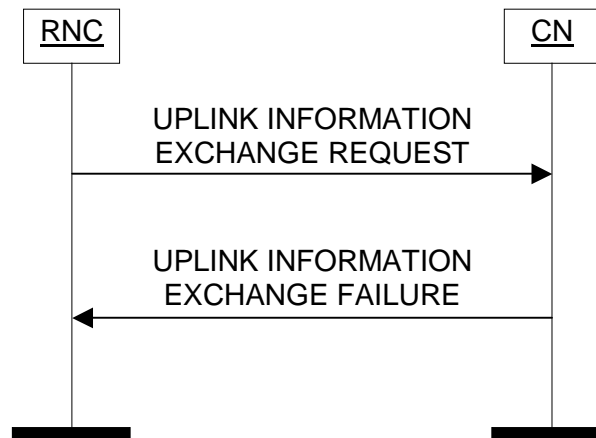 RNC
CN
UPLINK INFORMATION
EXCHANGE REQUEST
UPLINK INFORMATION
EXCHANGE FAILURE